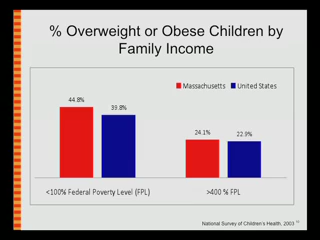 % Overweight or Obese Children by
Family Income
Massachusetts
United States
44.8%
39.8%
24.1%
22.9%
<100% Federal Poverty Level (FPL)
>400 % FPL
National Survey of Children's Health, 2003